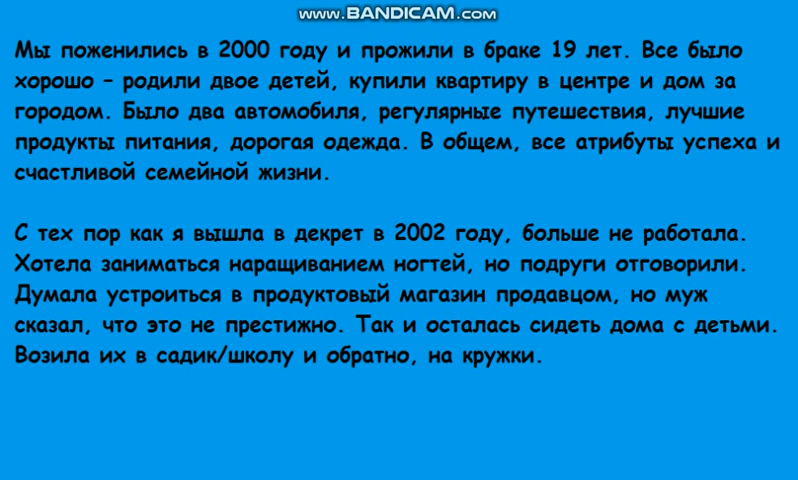 www.BANDICAM.com
Мы поженились в 2000 году и прожили в браке 19 лет. Все было
хорошо – родили двое детей, купили квартиру в центре и дом за
городом. Было два автомобиля, регулярные путешествия, лучшие
продукты питания, дорогая одежда. В общем, все атрибуты успеха и
счастливой семейной жизни.
С тех пор как я вышла в декрет в 2002 году, больше не работала.
Хотела заниматься наращиванием ногтей, но подруги отговорили.
Думала устроиться в продуктовый магазин продавцом, но муж
сказал, что это не престижно. Так и осталась сидеть дома с детьми.
Возила их в садик/школу и обратно, на кружки.